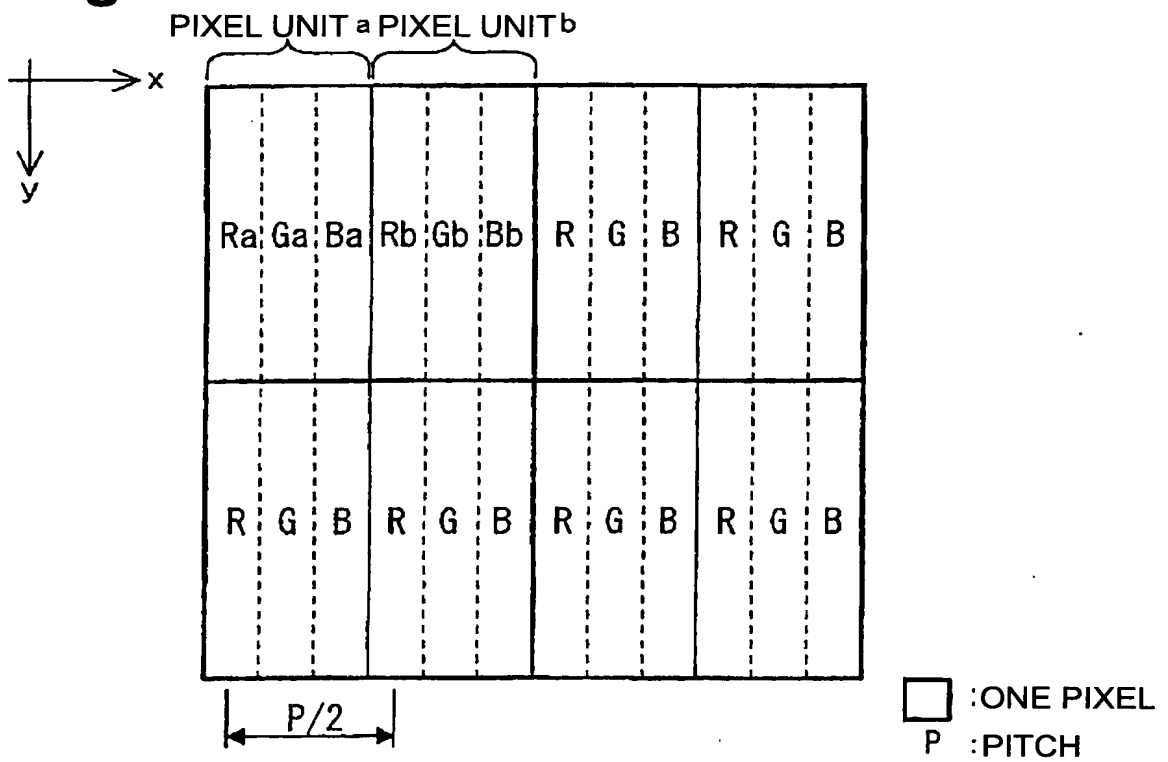 PIXEL UNIT a PIXEL UNIT b
x
y
Ra Ga Ba Rb Gb Bb R G B R G B
R G B R G B R G B R G B
P/2
:ONE PIXEL
P :PITCH